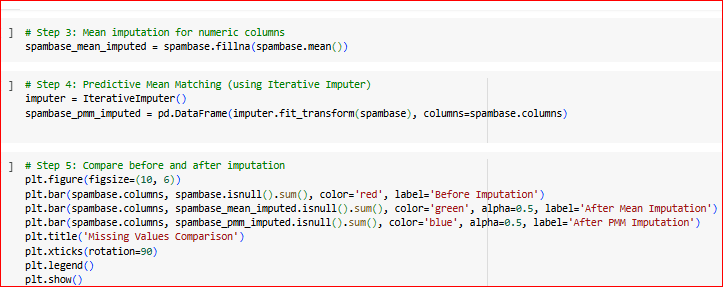 ] # Step 3: Mean imputation for numeric columns
spambase_mean_imputed = spambase.fillna(spambase.mean())
] # Step 4: Predictive Mean Matching (using Iterative Imputer)
imputer = IterativeImputer()
spambase_pmm_imputed = pd.DataFrame(imputer.fit_transform(spambase), columns=spambase.columns)
] # Step 5: Compare before and after imputation
plt.figure(figsize=(10, 6))
plt.bar(spambase.columns, spambase.isnull().sum(), color='red', label='Before Imputation')
plt.bar(spambase.columns, spambase_mean_imputed.isnull().sum(), color='green', alpha=0.5, label='After Mean Imputation')
plt.bar(spambase.columns, spambase_pmm_imputed.isnull().sum(), color='blue', alpha=0.5, label='After PMM Imputation')
plt.title('Missing Values Comparison')
plt.xticks(rotation=90)
plt.legend()
plt.show()